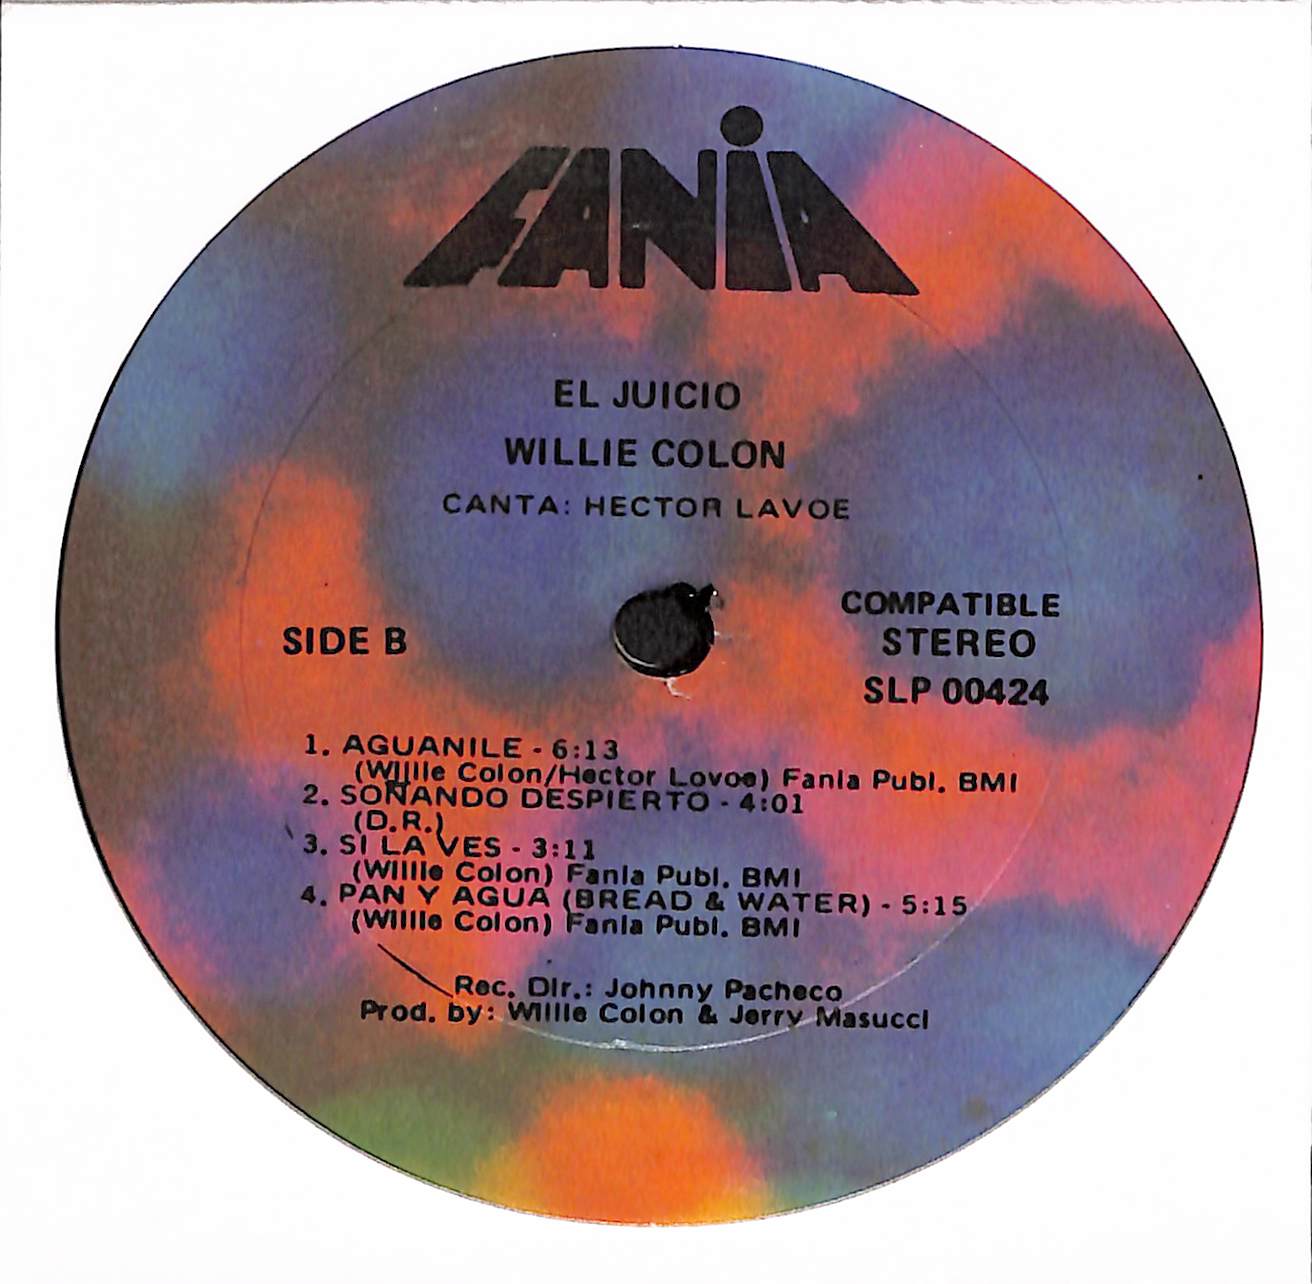 FANiA
EL JUICIO
WILLIE COLON
CANTA: HECTOR LAVOE
SIDE B
COMPATIBLE
STEREO
SLP 00424
1. AGUANILE - 6:13
(Willie Colon/Hector Lovoe) Fania Publ. BMI
2. SOÑANDO DESPIERTO - 4:01
(D.R.)
3. SI LA VES - 3:11
(Willie Colon) Fania Publ. BMI
4. PAN Y AGUA (BREAD & WATER) - 5:15
(Willie Colon) Fania Publ. BMI
Rec. Dir.: Johnny Pacheco
Prod. by: Willie Colon & Jerry Masucci